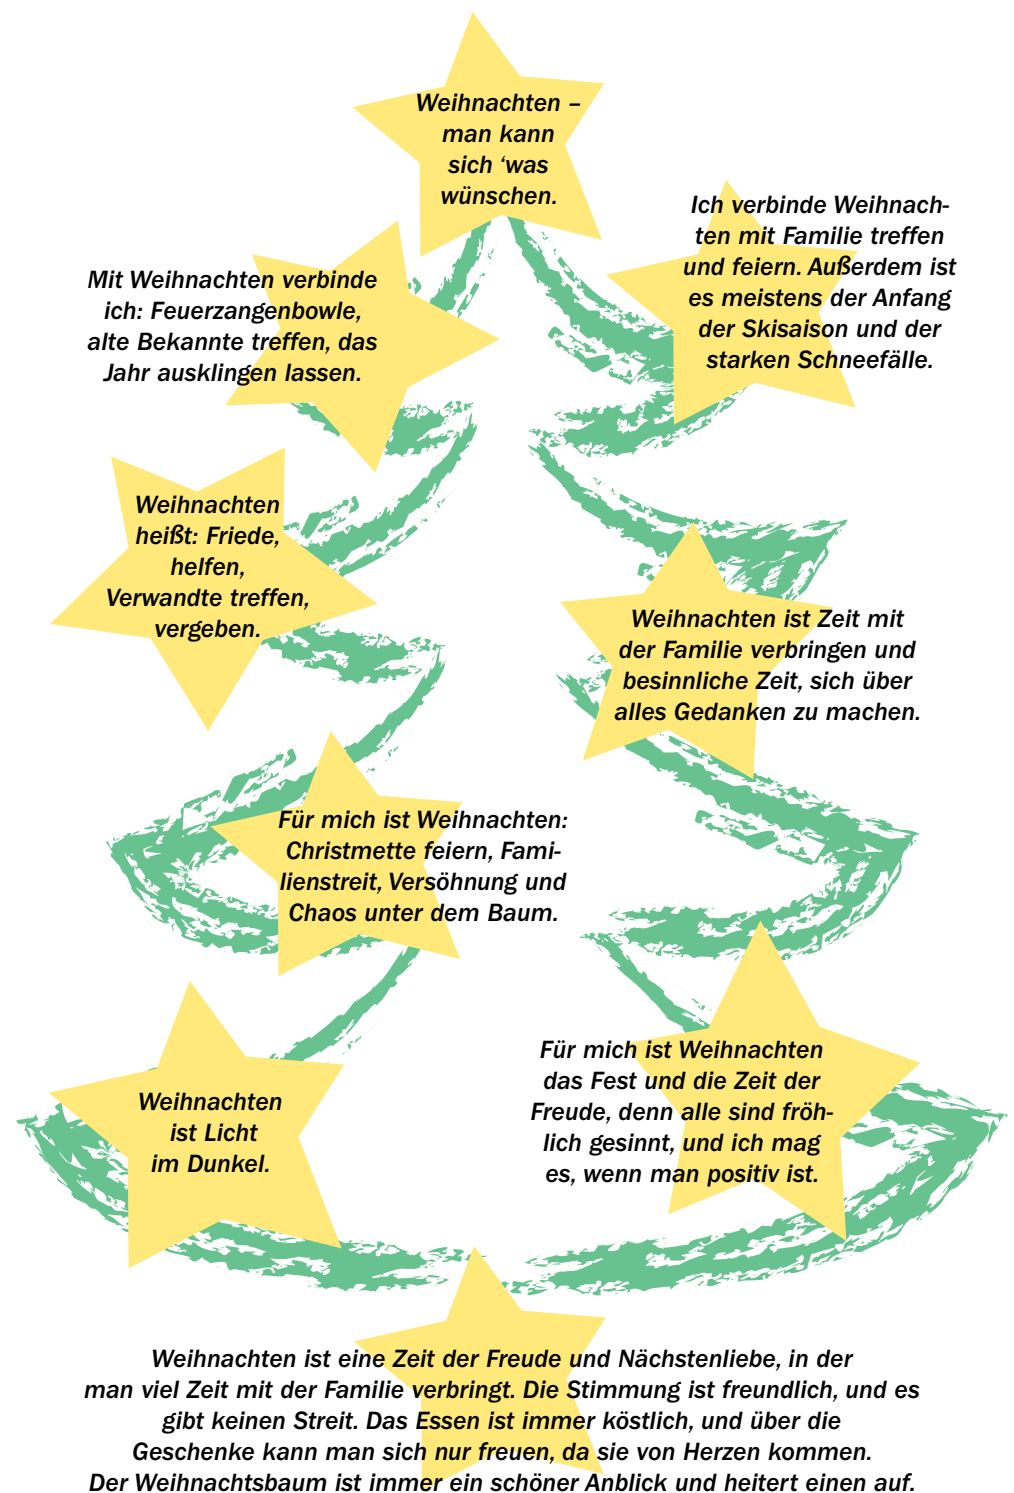 Weihnachten –
man kann
sich ‘was
wünschen.
Ich verbinde Weihnach-
ten mit Familie treffen
und feiern. Außerdem ist
es meistens der Anfang
der Skisaison und der
starken Schneefälle.
Mit Weihnachten verbinde
ich: Feuerzangenbowle,
alte Bekannte treffen, das
Jahr ausklingen lassen.
Weihnachten
heißt: Friede,
helfen,
Verwandte treffen,
vergeben.
Weihnachten ist Zeit mit
der Familie verbringen und
besinnliche Zeit, sich über
alles Gedanken zu machen.
Für mich ist Weihnachten:
Christmette feiern, Fami-
lienstreit, Versöhnung und
Chaos unter dem Baum.
Für mich ist Weihnachten
das Fest und die Zeit der
Freude, denn alle sind fröh-
lich gesinnt, und ich mag
es, wenn man positiv ist.
Weihnachten
ist Licht
im Dunkel.
Weihnachten ist eine Zeit der Freude und Nächstenliebe, in der
man viel Zeit mit der Familie verbringt. Die Stimmung ist freundlich, und es
gibt keinen Streit. Das Essen ist immer köstlich, und über die
Geschenke kann man sich nur freuen, da sie von Herzen kommen.
Der Weihnachtsbaum ist immer ein schöner Anblick und heitert einen auf.